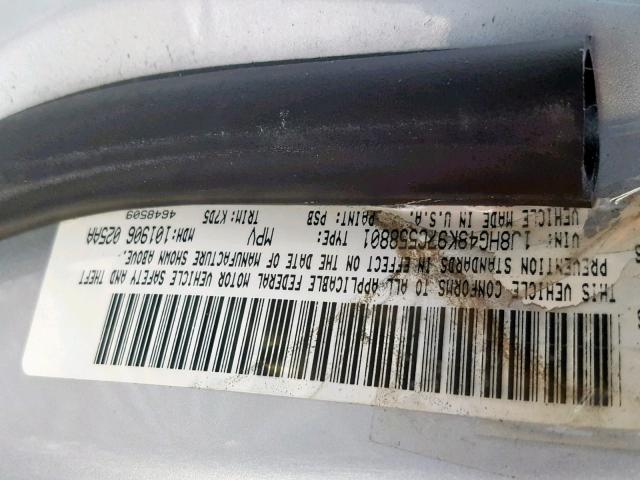 THIS VEHICLE CONFORMS TO ALL APPLICABLE FEDERAL MOTOR VEHICLE SAFETY AND THEFT
PREVENTION STANDARDS IN EFFECT ON THE DATE OF MANUFACTURE SHOWN ABOVE.
VIN: 1J8HG49K97C558801 TYPE: MPV MDH:101906 025AA
VEHICLE MADE IN U.S.A. PAINT: PSB TRIM: K7D5 4648509